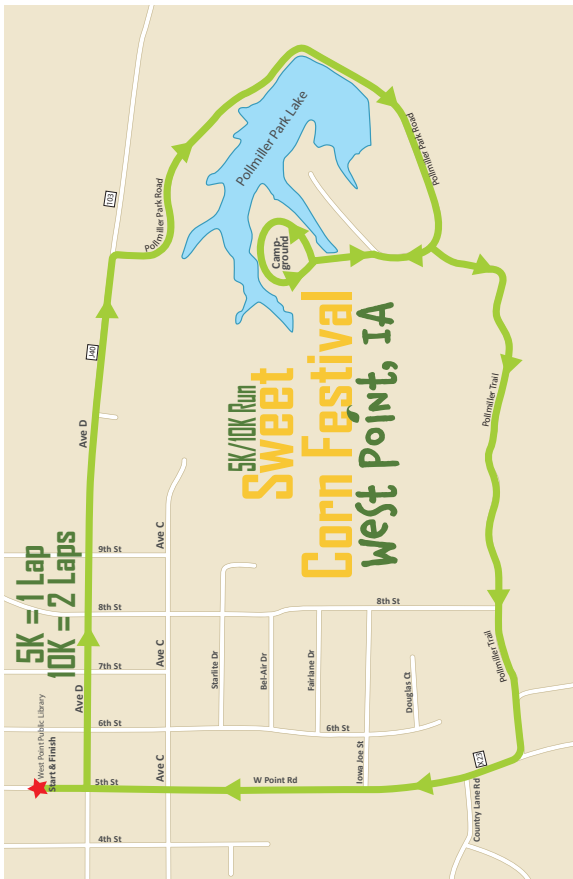 5K = 1 Lap
10K = 2 Laps
5K/10K Run
Sweet
Corn Festival
West Point, IA
Pollmiller Park Lake
Pollmiller Park Road
Pollmiller Park Road
J03
Camp-
ground
J40
Ave D
Pollmiller Trail
Ave C
9th St
8th St
8th St
Ave C
7th St
Starlite Dr
Bel-Air Dr
Fairlane Dr
Pollmiller Trail
Ave D
Douglas Ct
6th St
6th St
West Point Public Library
Start & Finish
Iowa Joe St
X23
Ave C
5th St
W Point Rd
Country Lane Rd
4th St